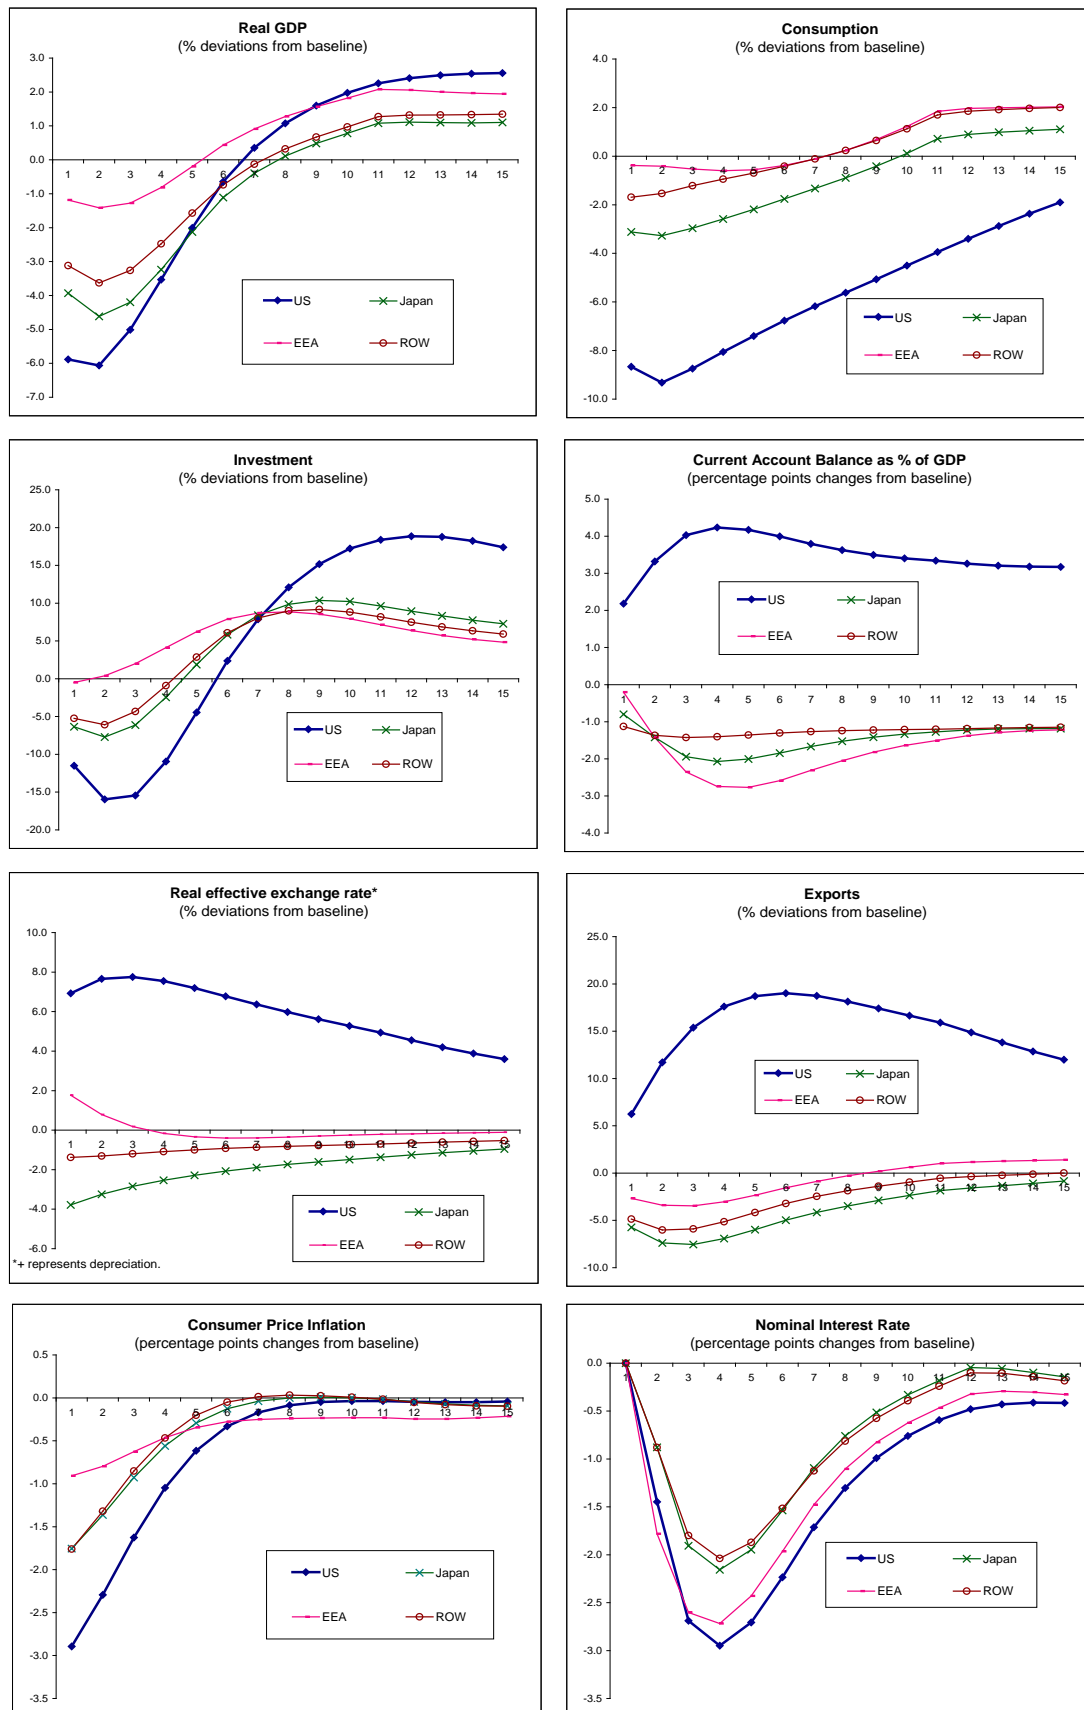 Real GDP
(% deviations from baseline)
3.0
2.0
1.0
0.0
-1.0
-2.0
-3.0
-4.0
-5.0
-6.0
-7.0
1 2 3 4 5 6 7 8 9 10 11 12 13 14 15
US Japan
EEA ROW
Consumption
(% deviations from baseline)
4.0
2.0
0.0
-2.0
-4.0
-6.0
-8.0
-10.0
1 2 3 4 5 6 7 8 9 10 11 12 13 14 15
US Japan
EEA ROW
Investment
(% deviations from baseline)
25.0
20.0
15.0
10.0
5.0
0.0
-5.0
-10.0
-15.0
-20.0
1 2 3 4 5 6 7 8 9 10 11 12 13 14 15
US Japan
EEA ROW
Current Account Balance as % of GDP
(percentage points changes from baseline)
5.0
4.0
3.0
2.0
1.0
0.0
-1.0
-2.0
-3.0
-4.0
1 2 3 4 5 6 7 8 9 10 11 12 13 14 15
US Japan
EEA ROW
Real effective exchange rate*
(% deviations from baseline)
10.0
8.0
6.0
4.0
2.0
0.0
-2.0
-4.0
-6.0
1 2 3 4 5 6 7 8 9 10 11 12 13 14 15
US Japan
EEA ROW
*+ represents depreciation.
Exports
(% deviations from baseline)
25.0
20.0
15.0
10.0
5.0
0.0
-5.0
-10.0
1 2 3 4 5 6 7 8 9 10 11 12 13 14 15
US Japan
EEA ROW
Consumer Price Inflation
(percentage points changes from baseline)
0.5
0.0
-0.5
-1.0
-1.5
-2.0
-2.5
-3.0
-3.5
1 2 3 4 5 6 7 8 9 10 11 12 13 14 15
US Japan
EEA ROW
Nominal Interest Rate
(percentage points changes from baseline)
0.0
-0.5
-1.0
-1.5
-2.0
-2.5
-3.0
-3.5
1 2 3 4 5 6 7 8 9 10 11 12 13 14 15
US Japan
EEA ROW